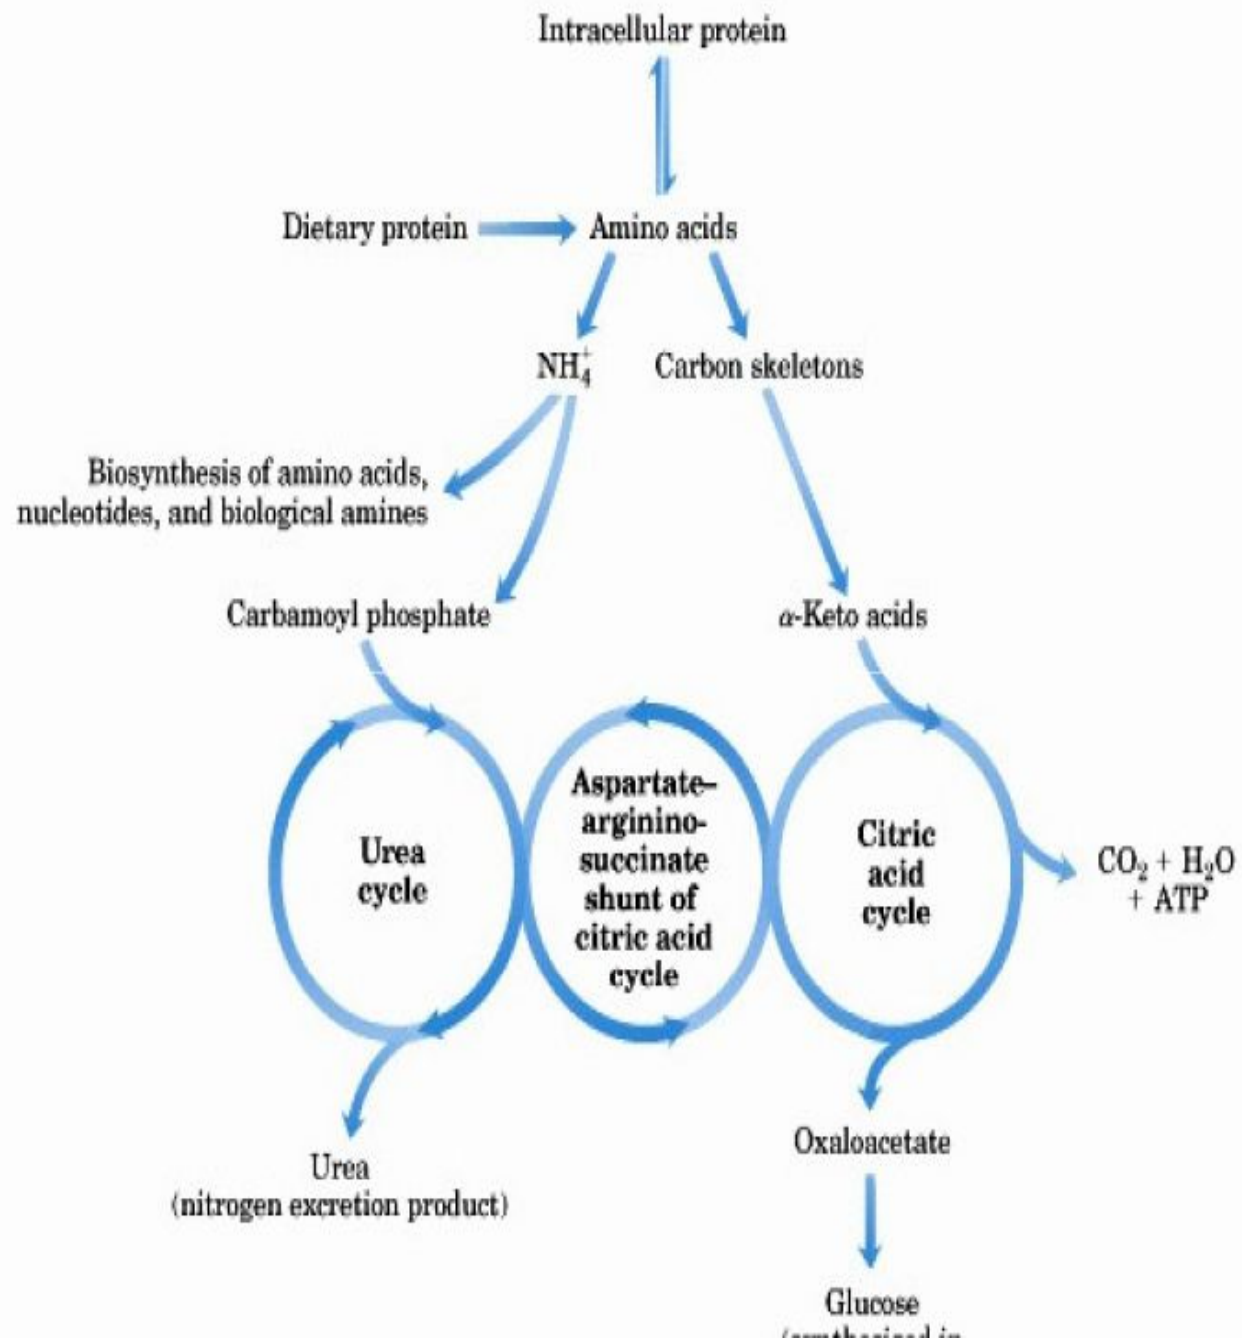 Intracellular protein
Dietary protein
Amino acids
NH₄⁺
Carbon skeletons
Biosynthesis of amino acids,
nucleotides, and biological amines
Carbamoyl phosphate
α-Keto acids
Urea
cycle
Aspartate–
arginino-
succinate
shunt of
citric acid
cycle
Citric
acid
cycle
CO₂ + H₂O
+ ATP
Urea
(nitrogen excretion product)
Oxaloacetate
Glucose
(synthesized in